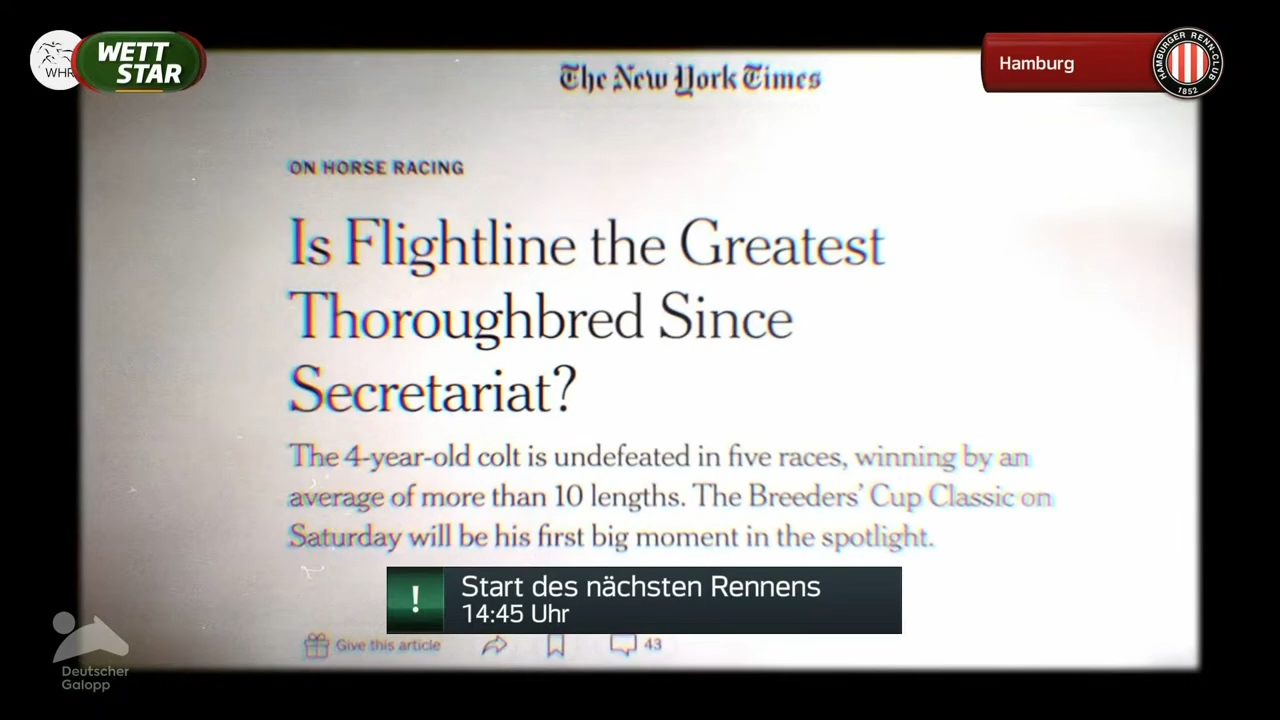 WHR
WETT
STAR
Hamburg
HAMBURGER RENN-CLUB
1852
The New York Times
ON HORSE RACING
Is Flightline the Greatest
Thoroughbred Since
Secretariat?
The 4-year-old colt is undefeated in five races, winning by an
average of more than 10 lengths. The Breeders' Cup Classic on
Saturday will be his first big moment in the spotlight.
!
Start des nächsten Rennens
14:45 Uhr
Give this article
43
Deutscher
Galopp